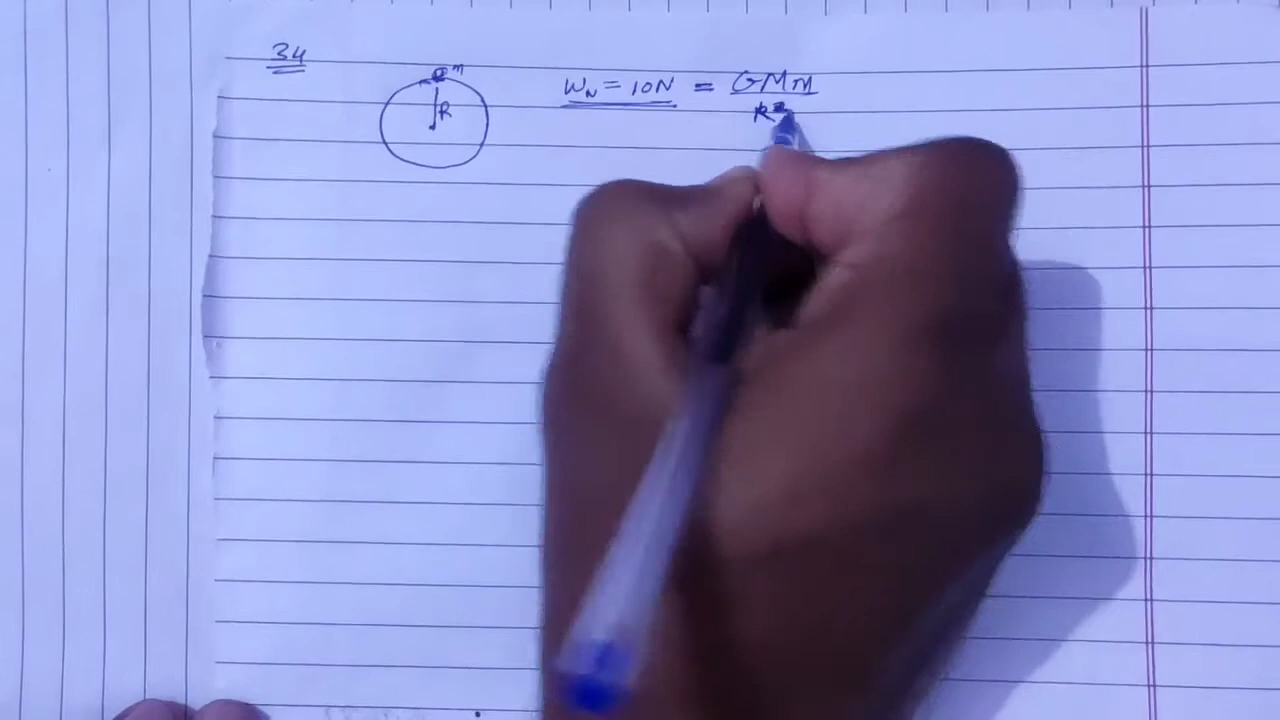 34
m
R
W_N = 10N = GMm
R²